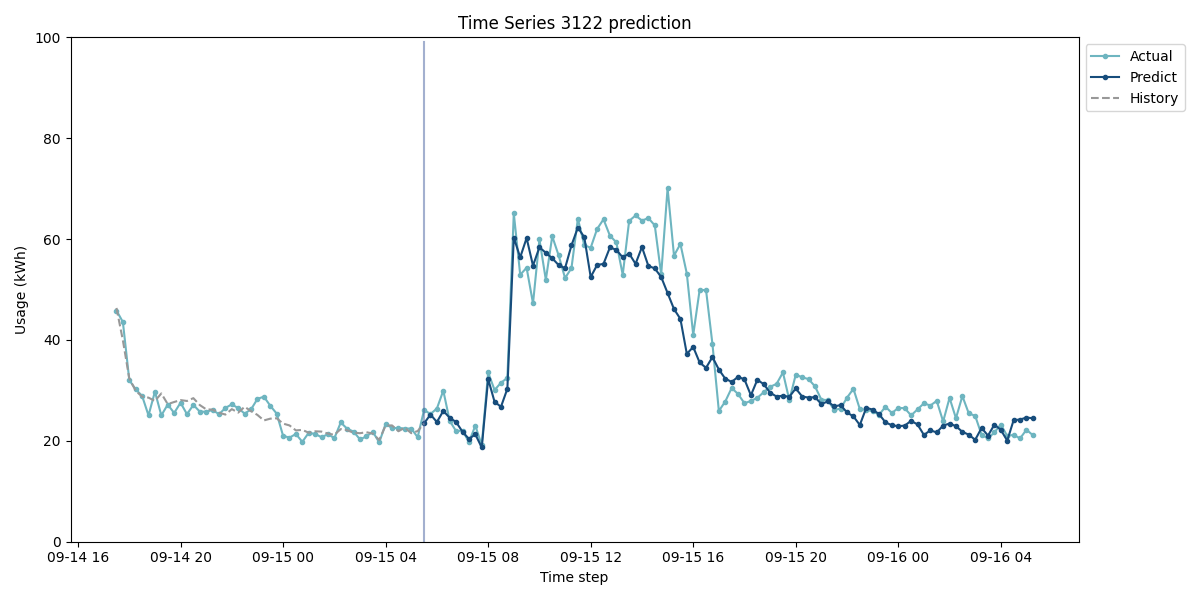 Time Series 3122 prediction
100
80
60
40
20
0
Usage (kWh)
09-14 16
09-14 20
09-15 00
09-15 04
09-15 08
09-15 12
09-15 16
09-15 20
09-16 00
09-16 04
Time step
Actual
Predict
History